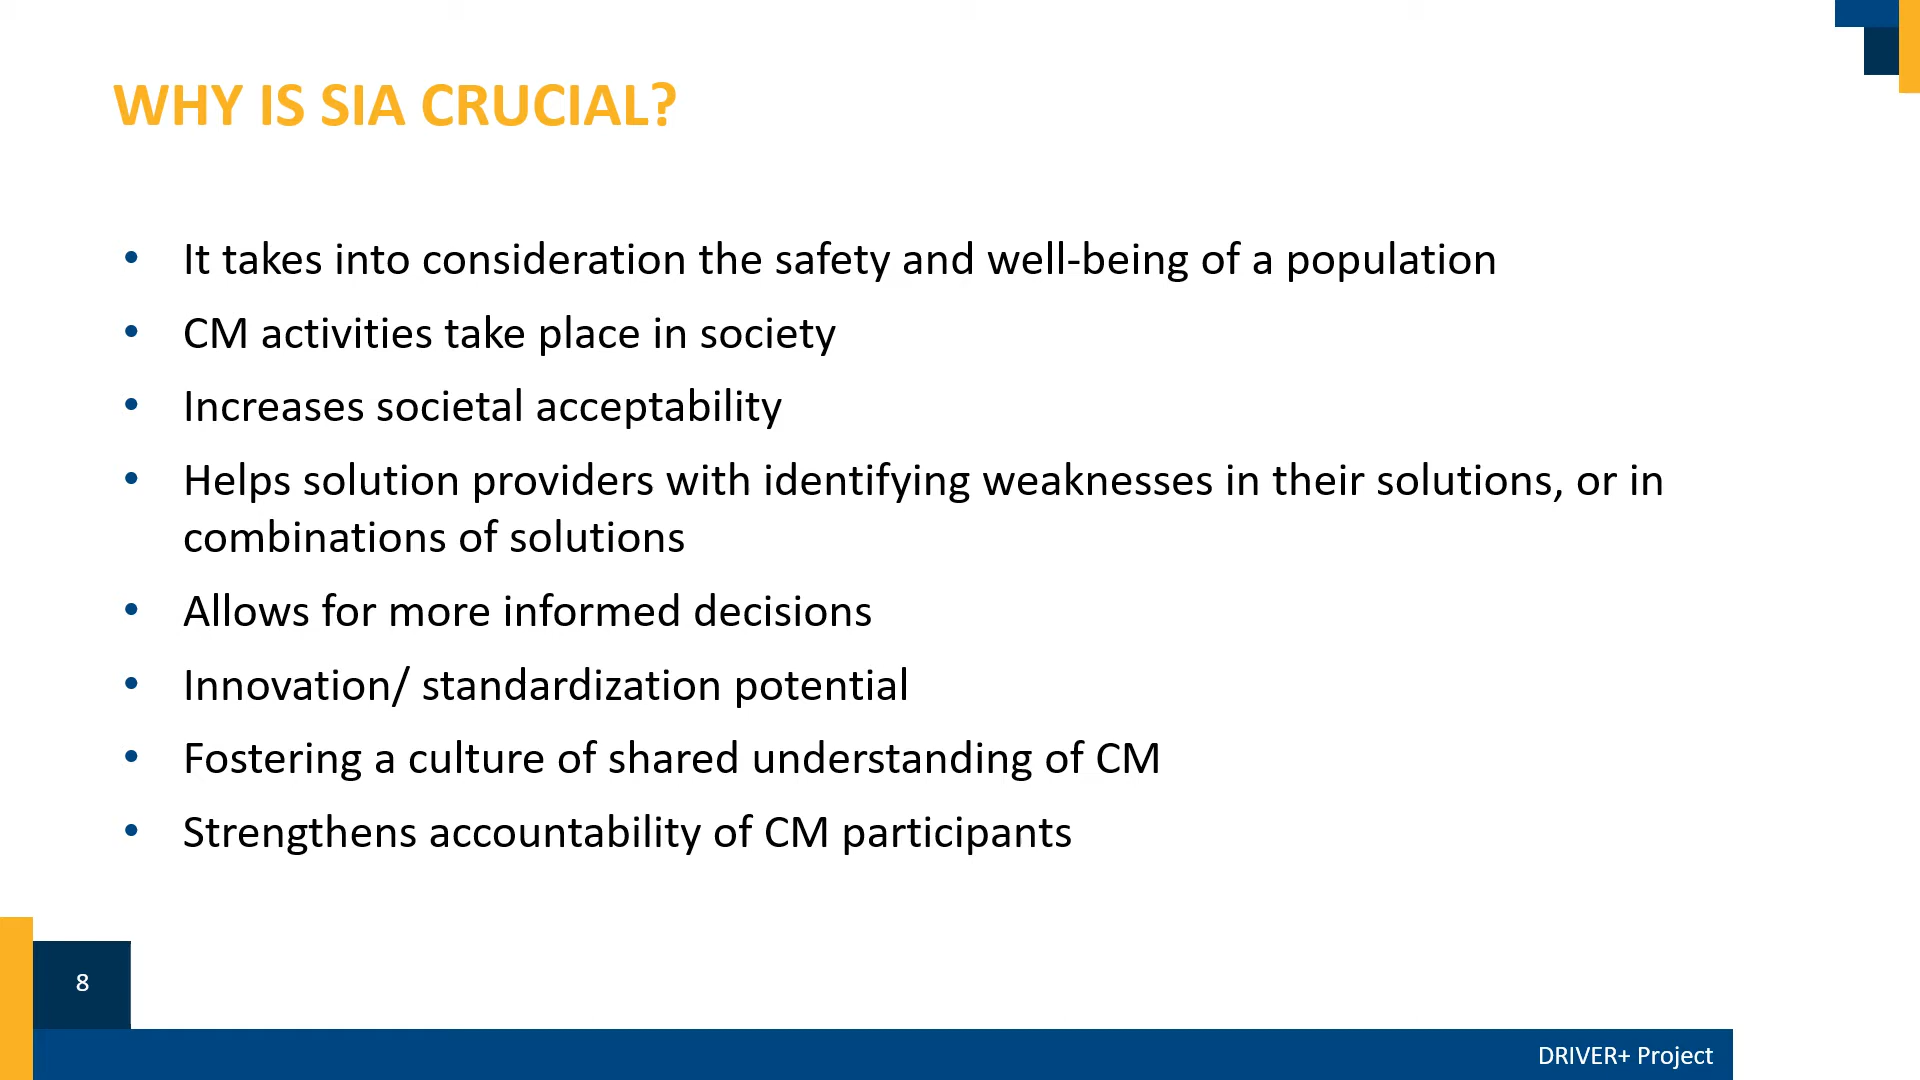 WHY IS SIA CRUCIAL?
• It takes into consideration the safety and well-being of a population
• CM activities take place in society
• Increases societal acceptability
• Helps solution providers with identifying weaknesses in their solutions, or in
combinations of solutions
• Allows for more informed decisions
• Innovation/ standardization potential
• Fostering a culture of shared understanding of CM
• Strengthens accountability of CM participants
8
DRIVER+ Project